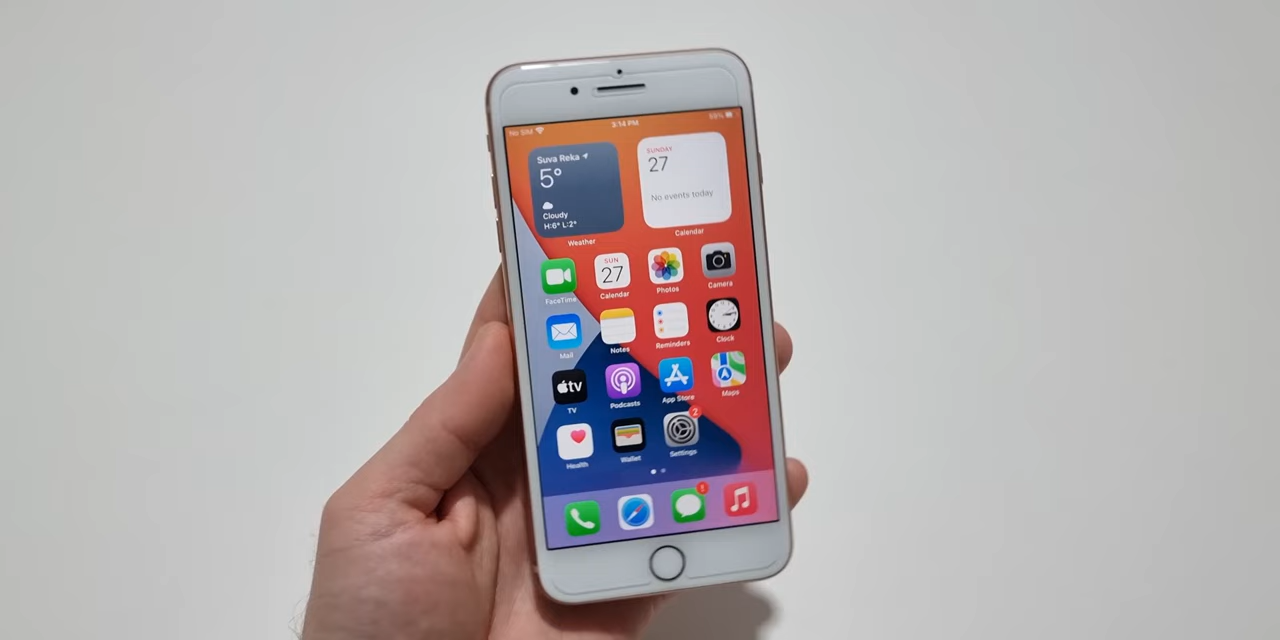 No SIM
3:14 PM
Suva Reka
5°
Cloudy
H:6° L:2°
Weather
SUNDAY
27
No events today
Calendar
SUN
27
FaceTime
Calendar
Photos
Camera
Mail
Notes
Reminders
Clock
tv
TV
Podcasts
App Store
Maps
2
Health
Wallet
Settings
1